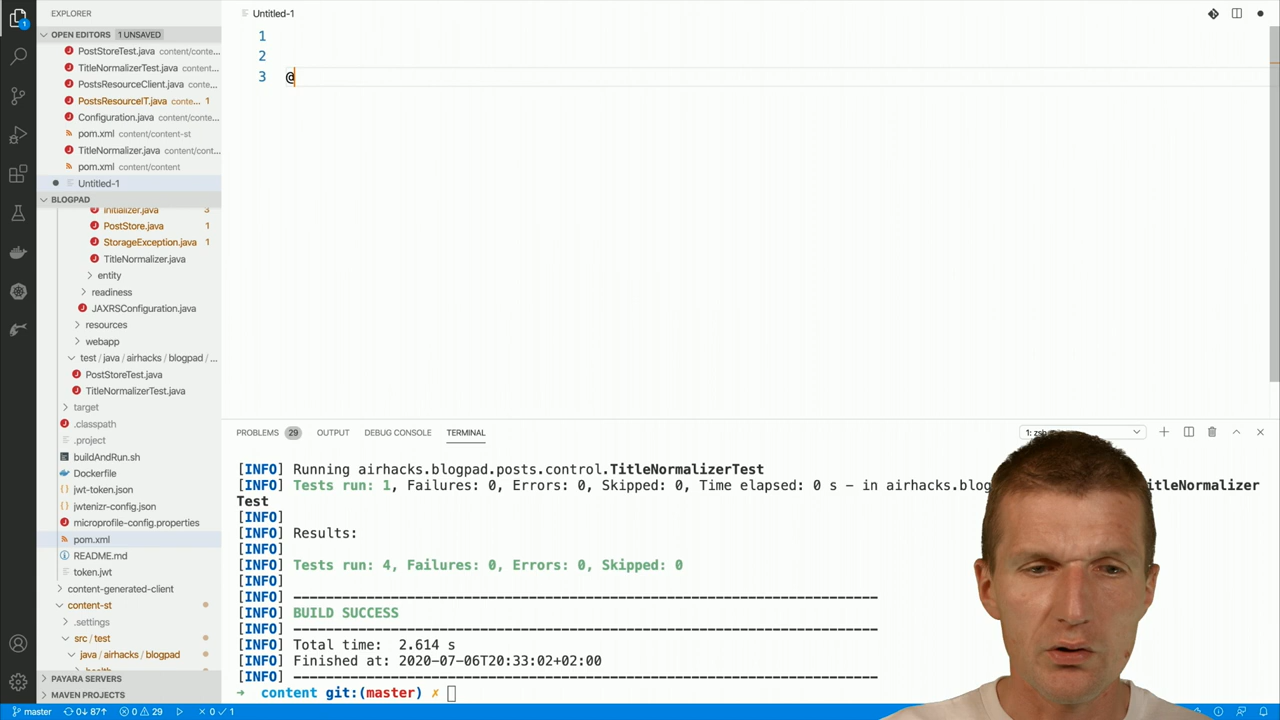 EXPLORER
OPEN EDITORS 1 UNSAVED
PostStoreTest.java content/conte...
TitleNormalizerTest.java content...
PostsResourceClient.java content/...
PostsResourceIT.java conte... 1
Configuration.java content/conte...
pom.xml content/content-st
TitleNormalizer.java content/cont...
pom.xml content/content
Untitled-1
BLOGPAD
Initializer.java 3
PostStore.java 1
StorageException.java 1
TitleNormalizer.java
entity
readiness
JAXRSConfiguration.java
resources
webapp
test / java / airhacks / blogpad / ...
PostStoreTest.java
TitleNormalizerTest.java
target
.classpath
.project
buildAndRun.sh
Dockerfile
jwt-token.json
jwtenizr-config.json
microprofile-config.properties
pom.xml
README.md
token.jwt
content-generated-client
content-st
.settings
src / test
java / airhacks / blogpad
PAYARA SERVERS
MAVEN PROJECTS
Untitled-1
1
2
3 @
PROBLEMS 29 OUTPUT DEBUG CONSOLE TERMINAL
1: zsh
[INFO] Running airhacks.blogpad.posts.control.TitleNormalizerTest
[INFO] Tests run: 1, Failures: 0, Errors: 0, Skipped: 0, Time elapsed: 0 s - in airhacks.blog itleNormalizer
Test
[INFO]
[INFO] Results:
[INFO]
[INFO] Tests run: 4, Failures: 0, Errors: 0, Skipped: 0
[INFO]
[INFO] ------------------------------------------------------------------------
[INFO] BUILD SUCCESS
[INFO] ------------------------------------------------------------------------
[INFO] Total time: 2.614 s
[INFO] Finished at: 2020-07-06T20:33:02+02:00
[INFO] ------------------------------------------------------------------------
→ content git:(master) ✗
master 0↓ 87↑ 0 29 0 1